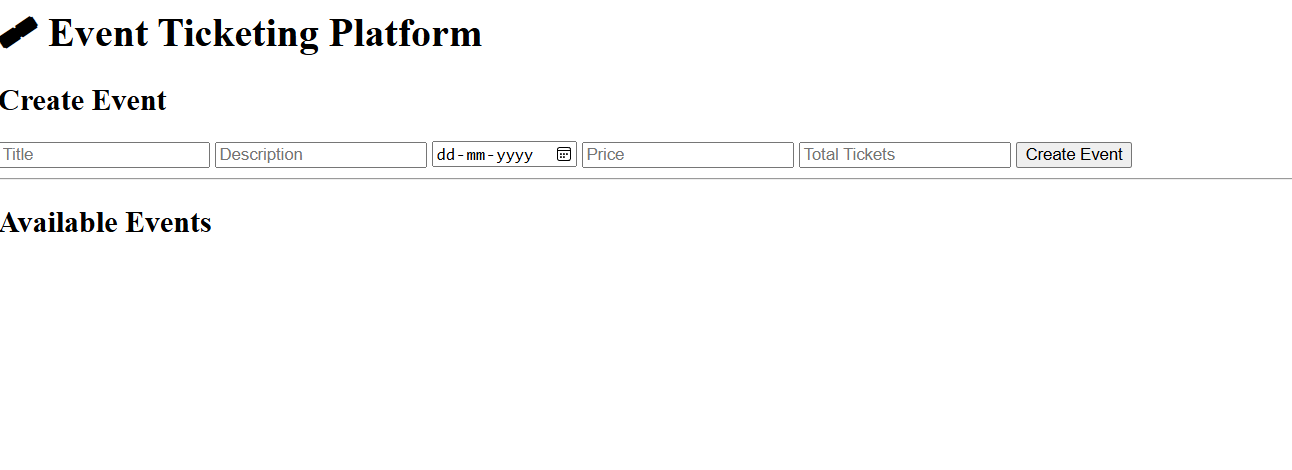 Event Ticketing Platform
Create Event
Title Description dd-mm-yyyy Price Total Tickets Create Event
Available Events